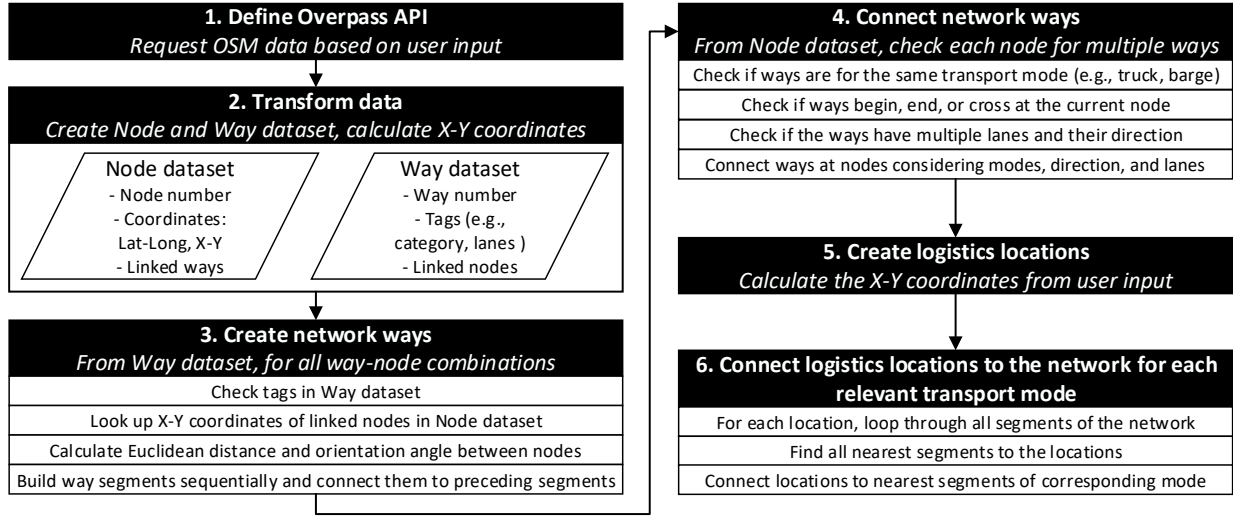 1. Define Overpass API
Request OSM data based on user input
2. Transform data
Create Node and Way dataset, calculate X-Y coordinates
Node dataset
- Node number
- Coordinates:
Lat-Long, X-Y
- Linked ways
Way dataset
- Way number
- Tags (e.g.,
category, lanes )
- Linked nodes
3. Create network ways
From Way dataset, for all way-node combinations
Check tags in Way dataset
Look up X-Y coordinates of linked nodes in Node dataset
Calculate Euclidean distance and orientation angle between nodes
Build way segments sequentially and connect them to preceding segments
4. Connect network ways
From Node dataset, check each node for multiple ways
Check if ways are for the same transport mode (e.g., truck, barge)
Check if ways begin, end, or cross at the current node
Check if the ways have multiple lanes and their direction
Connect ways at nodes considering modes, direction, and lanes
5. Create logistics locations
Calculate the X-Y coordinates from user input
6. Connect logistics locations to the network for each
relevant transport mode
For each location, loop through all segments of the network
Find all nearest segments to the locations
Connect locations to nearest segments of corresponding mode